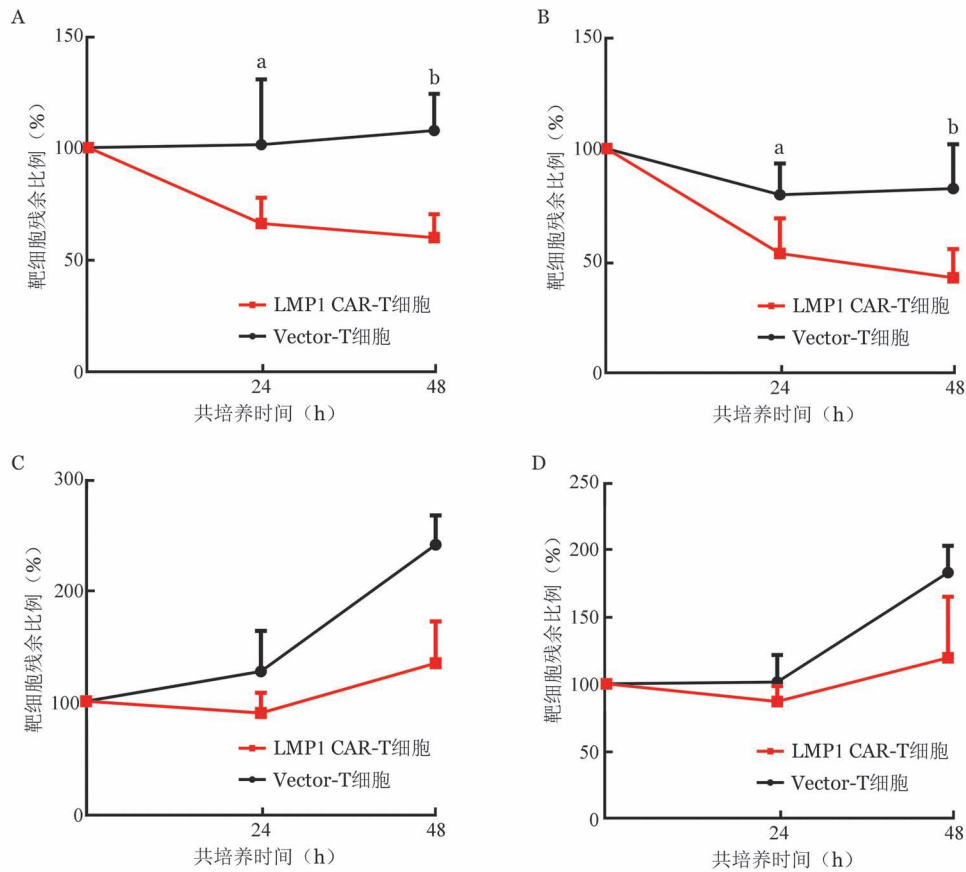 A
靶细胞残余比例（%）
150
100
50
0
a
b
LMP1 CAR-T细胞
Vector-T细胞
24
48
共培养时间（h）
B
靶细胞残余比例（%）
150
100
50
0
a
b
LMP1 CAR-T细胞
Vector-T细胞
24
48
共培养时间（h）
C
靶细胞残余比例（%）
300
200
100
0
LMP1 CAR-T细胞
Vector-T细胞
24
48
共培养时间（h）
D
靶细胞残余比例（%）
250
200
150
100
50
0
LMP1 CAR-T细胞
Vector-T细胞
24
48
共培养时间（h）